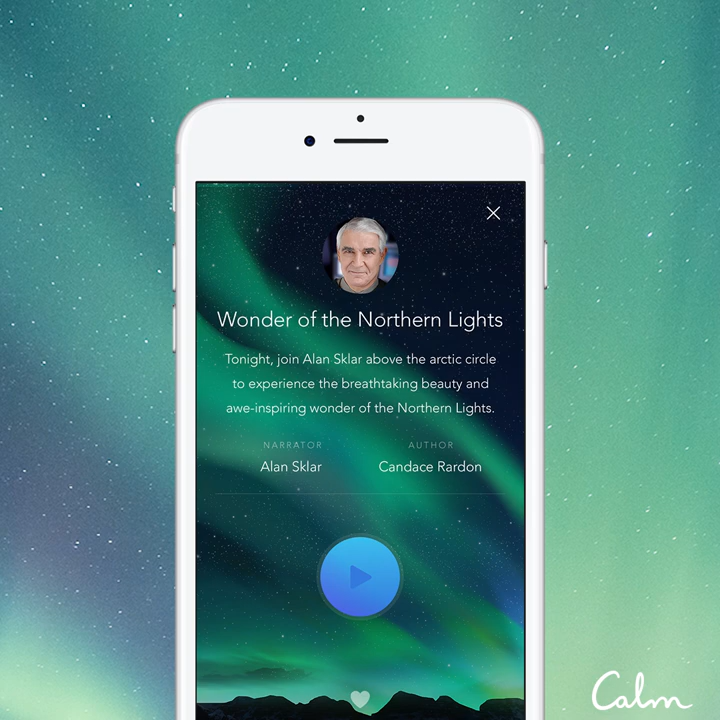 Wonder of the Northern Lights
Tonight, join Alan Sklar above the arctic circle
to experience the breathtaking beauty and
awe-inspiring wonder of the Northern Lights.
NARRATOR
Alan Sklar
AUTHOR
Candace Rardon
Calm